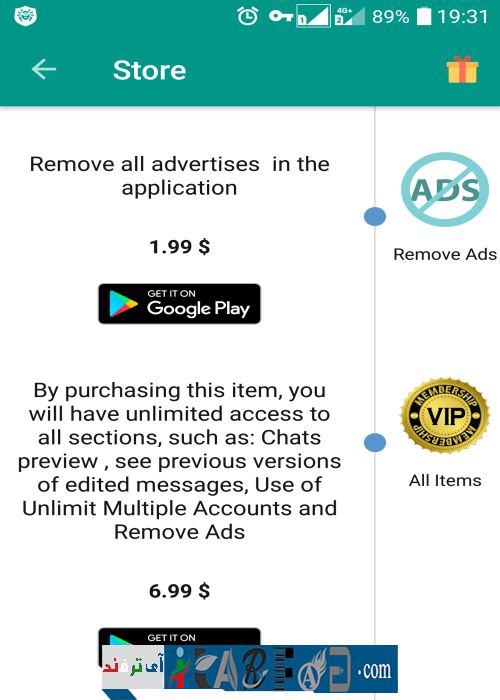 4G+
89%
19:31
Store
Remove all advertises in the
application
ADS
1.99 $
Remove Ads
GET IT ON
Google Play
By purchasing this item, you
will have unlimited access to
all sections, such as: Chats
preview , see previous versions
of edited messages, Use of
Unlimit Multiple Accounts and
Remove Ads
MEMBERSHIP
VIP
MEMBERSHIP
All Items
6.99 $
GET IT ON
آی ترفند
.com